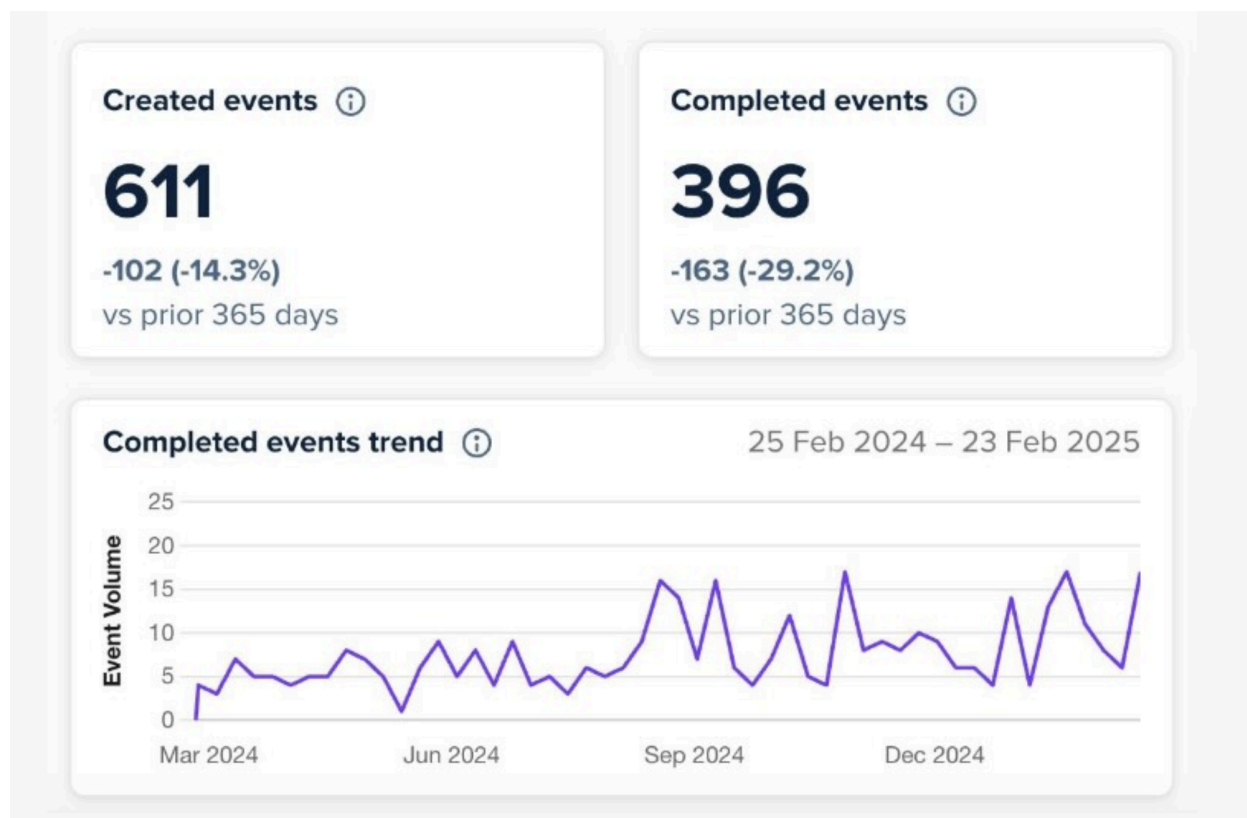 Created events
611
-102 (-14.3%)
vs prior 365 days
Completed events
396
-163 (-29.2%)
vs prior 365 days
Completed events trend
25 Feb 2024 – 23 Feb 2025
Event Volume
25
20
15
10
5
0
Mar 2024
Jun 2024
Sep 2024
Dec 2024